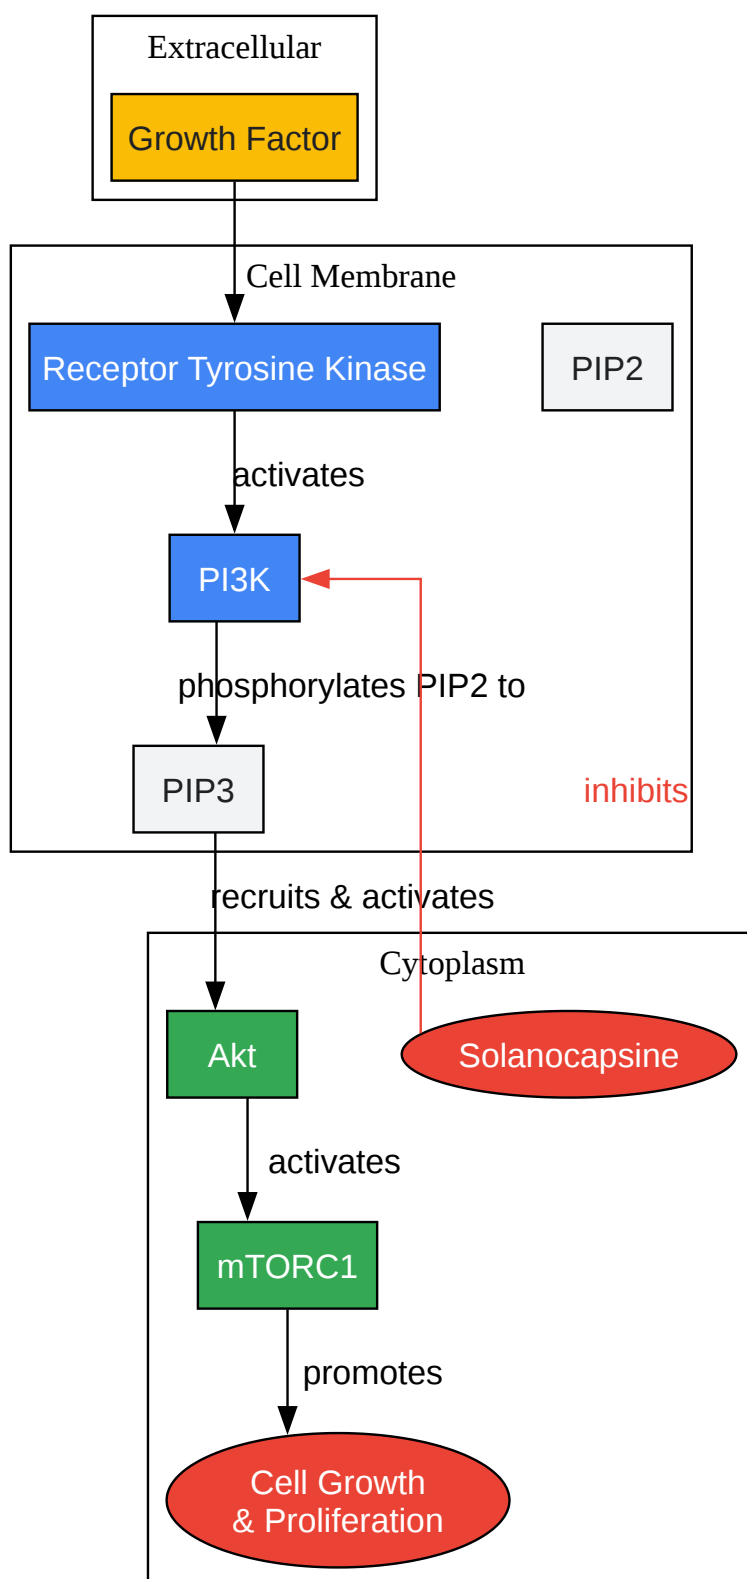 Extracellular
Growth Factor
Cell Membrane
Receptor Tyrosine Kinase
PIP2
activates
PI3K
phosphorylates PIP2 to
PIP3
inhibits
recruits & activates
Cytoplasm
Akt
Solanocapsine
activates
mTORC1
promotes
Cell Growth
& Proliferation